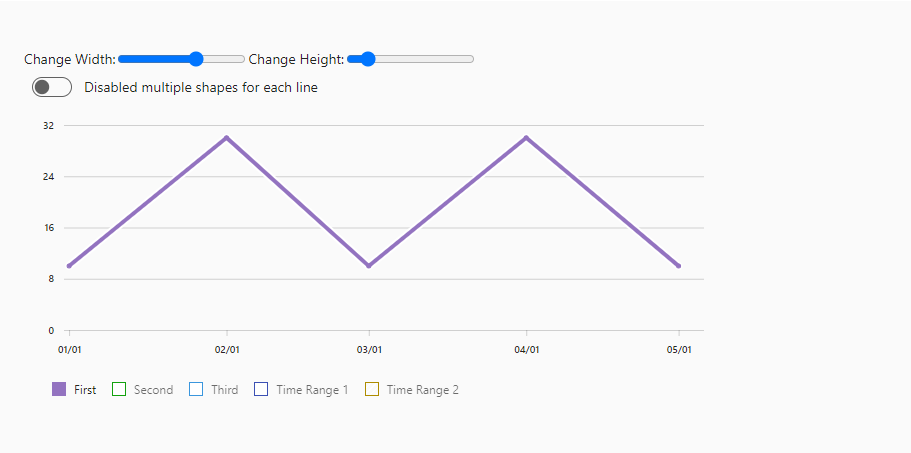 Change Width: Change Height:
Disabled multiple shapes for each line
32
24
16
8
0
01/01 02/01 03/01 04/01 05/01
First Second Third Time Range 1 Time Range 2